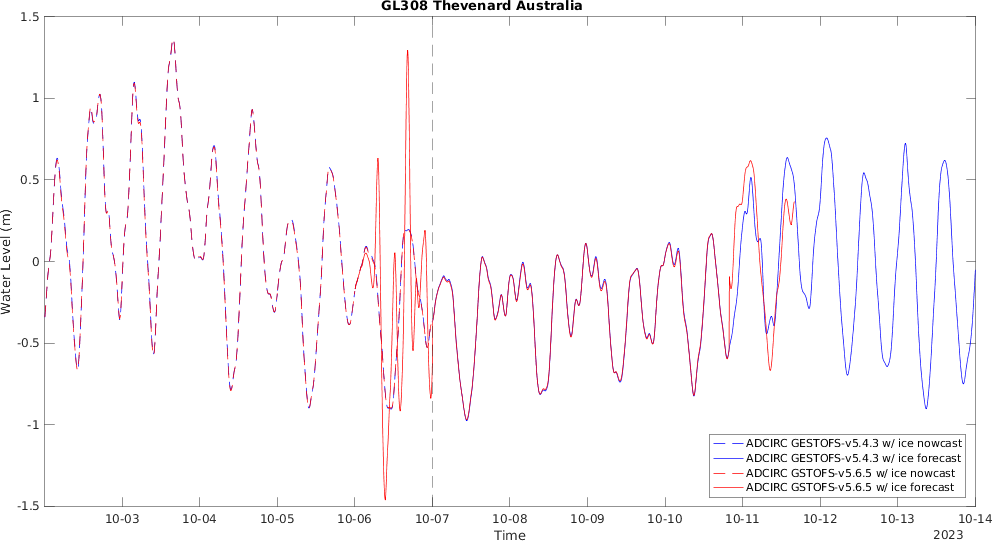 GL308 Thevenard Australia
1.5
1
0.5
0
-0.5
-1
-1.5
Water Level (m)
ADCIRC GESTOFS-v5.4.3 w/ ice nowcast
ADCIRC GESTOFS-v5.4.3 w/ ice forecast
ADCIRC GSTOFS-v5.6.5 w/ ice nowcast
ADCIRC GSTOFS-v5.6.5 w/ ice forecast
10-03 10-04 10-05 10-06 10-07 10-08 10-09 10-10 10-11 10-12 10-13 10-14
Time
2023